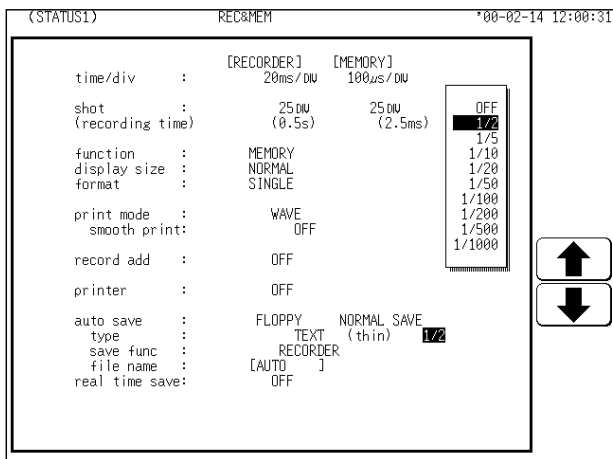 (STATUS1) REC&MEM '00-02-14 12:00:31
[RECORDER] [MEMORY]
time/div : 20ms/DIV 100µs/DIV
shot : 25DIV 25DIV
(recording time) (0.5s) (2.5ms)
function : MEMORY
display size : NORMAL
format : SINGLE
print mode : WAVE
smooth print: OFF
record add : OFF
printer : OFF
auto save : FLOPPY NORMAL SAVE
type : TEXT (thin) 1/2
save func : RECORDER
file name : [AUTO ]
real time save: OFF
OFF
1/2
1/5
1/10
1/20
1/50
1/100
1/200
1/500
1/1000